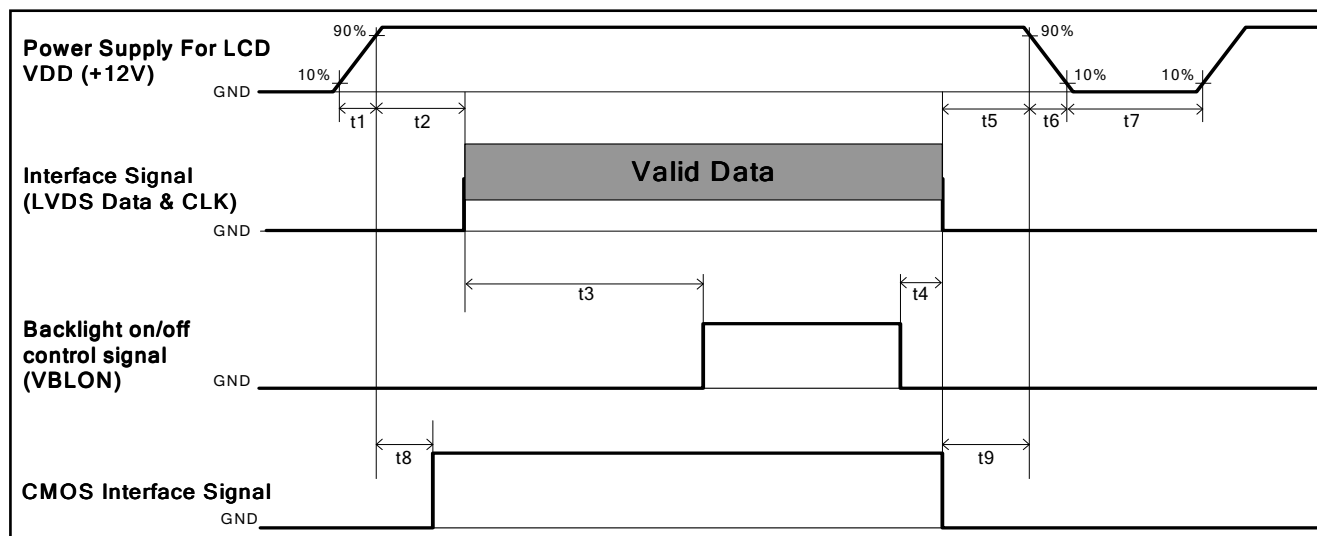 Power Supply For LCD
VDD (+12V)
90%
10%
GND
90%
10%
10%
t1
t2
t5
t6
t7
Interface Signal
(LVDS Data & CLK)
Valid Data
GND
t3
t4
Backlight on/off
control signal
(VBLON)
GND
t8
t9
CMOS Interface Signal
GND